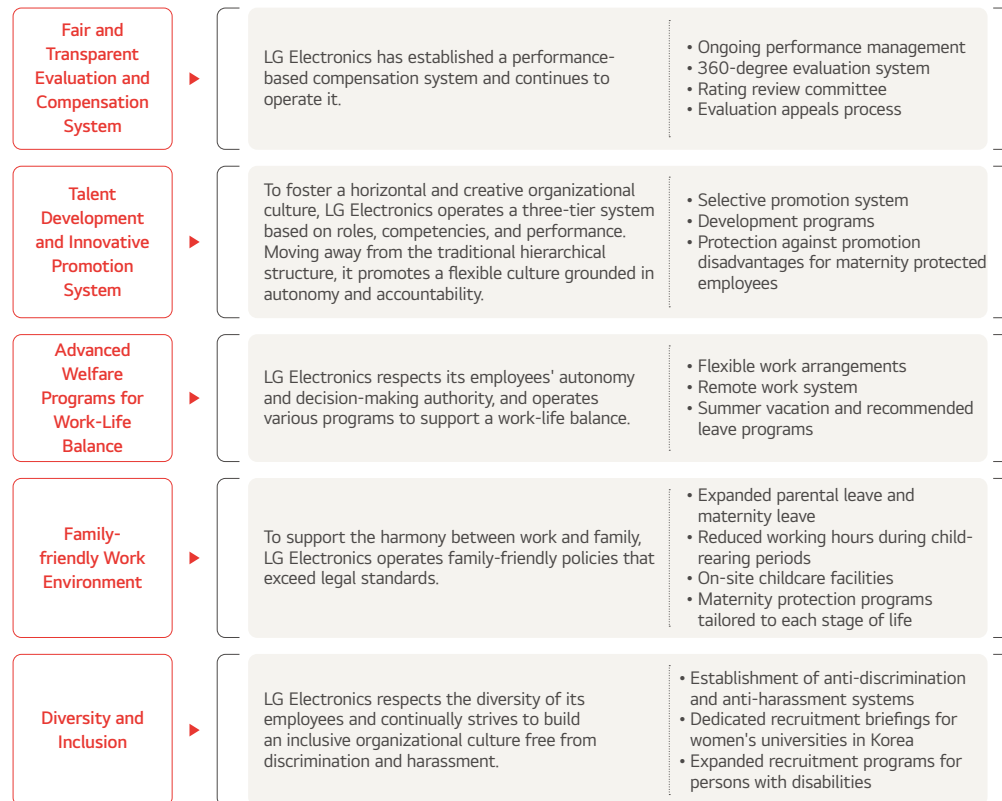 Fair and
Transparent
Evaluation and
Compensation
System
LG Electronics has established a performance-
based compensation system and continues to
operate it.
• Ongoing performance management
• 360-degree evaluation system
• Rating review committee
• Evaluation appeals process
Talent
Development
and Innovative
Promotion
System
To foster a horizontal and creative organizational
culture, LG Electronics operates a three-tier system
based on roles, competencies, and performance.
Moving away from the traditional hierarchical
structure, it promotes a flexible culture grounded in
autonomy and accountability.
• Selective promotion system
• Development programs
• Protection against promotion
disadvantages for maternity protected
employees
Advanced
Welfare
Programs for
Work-Life
Balance
LG Electronics respects its employees' autonomy
and decision-making authority, and operates
various programs to support a work-life balance.
• Flexible work arrangements
• Remote work system
• Summer vacation and recommended
leave programs
Family-
friendly Work
Environment
To support the harmony between work and family,
LG Electronics operates family-friendly policies that
exceed legal standards.
• Expanded parental leave and
maternity leave
• Reduced working hours during child-
rearing periods
• On-site childcare facilities
• Maternity protection programs
tailored to each stage of life
Diversity and
Inclusion
LG Electronics respects the diversity of its
employees and continually strives to build
an inclusive organizational culture free from
discrimination and harassment.
• Establishment of anti-discrimination
and anti-harassment systems
• Dedicated recruitment briefings for
women's universities in Korea
• Expanded recruitment programs for
persons with disabilities